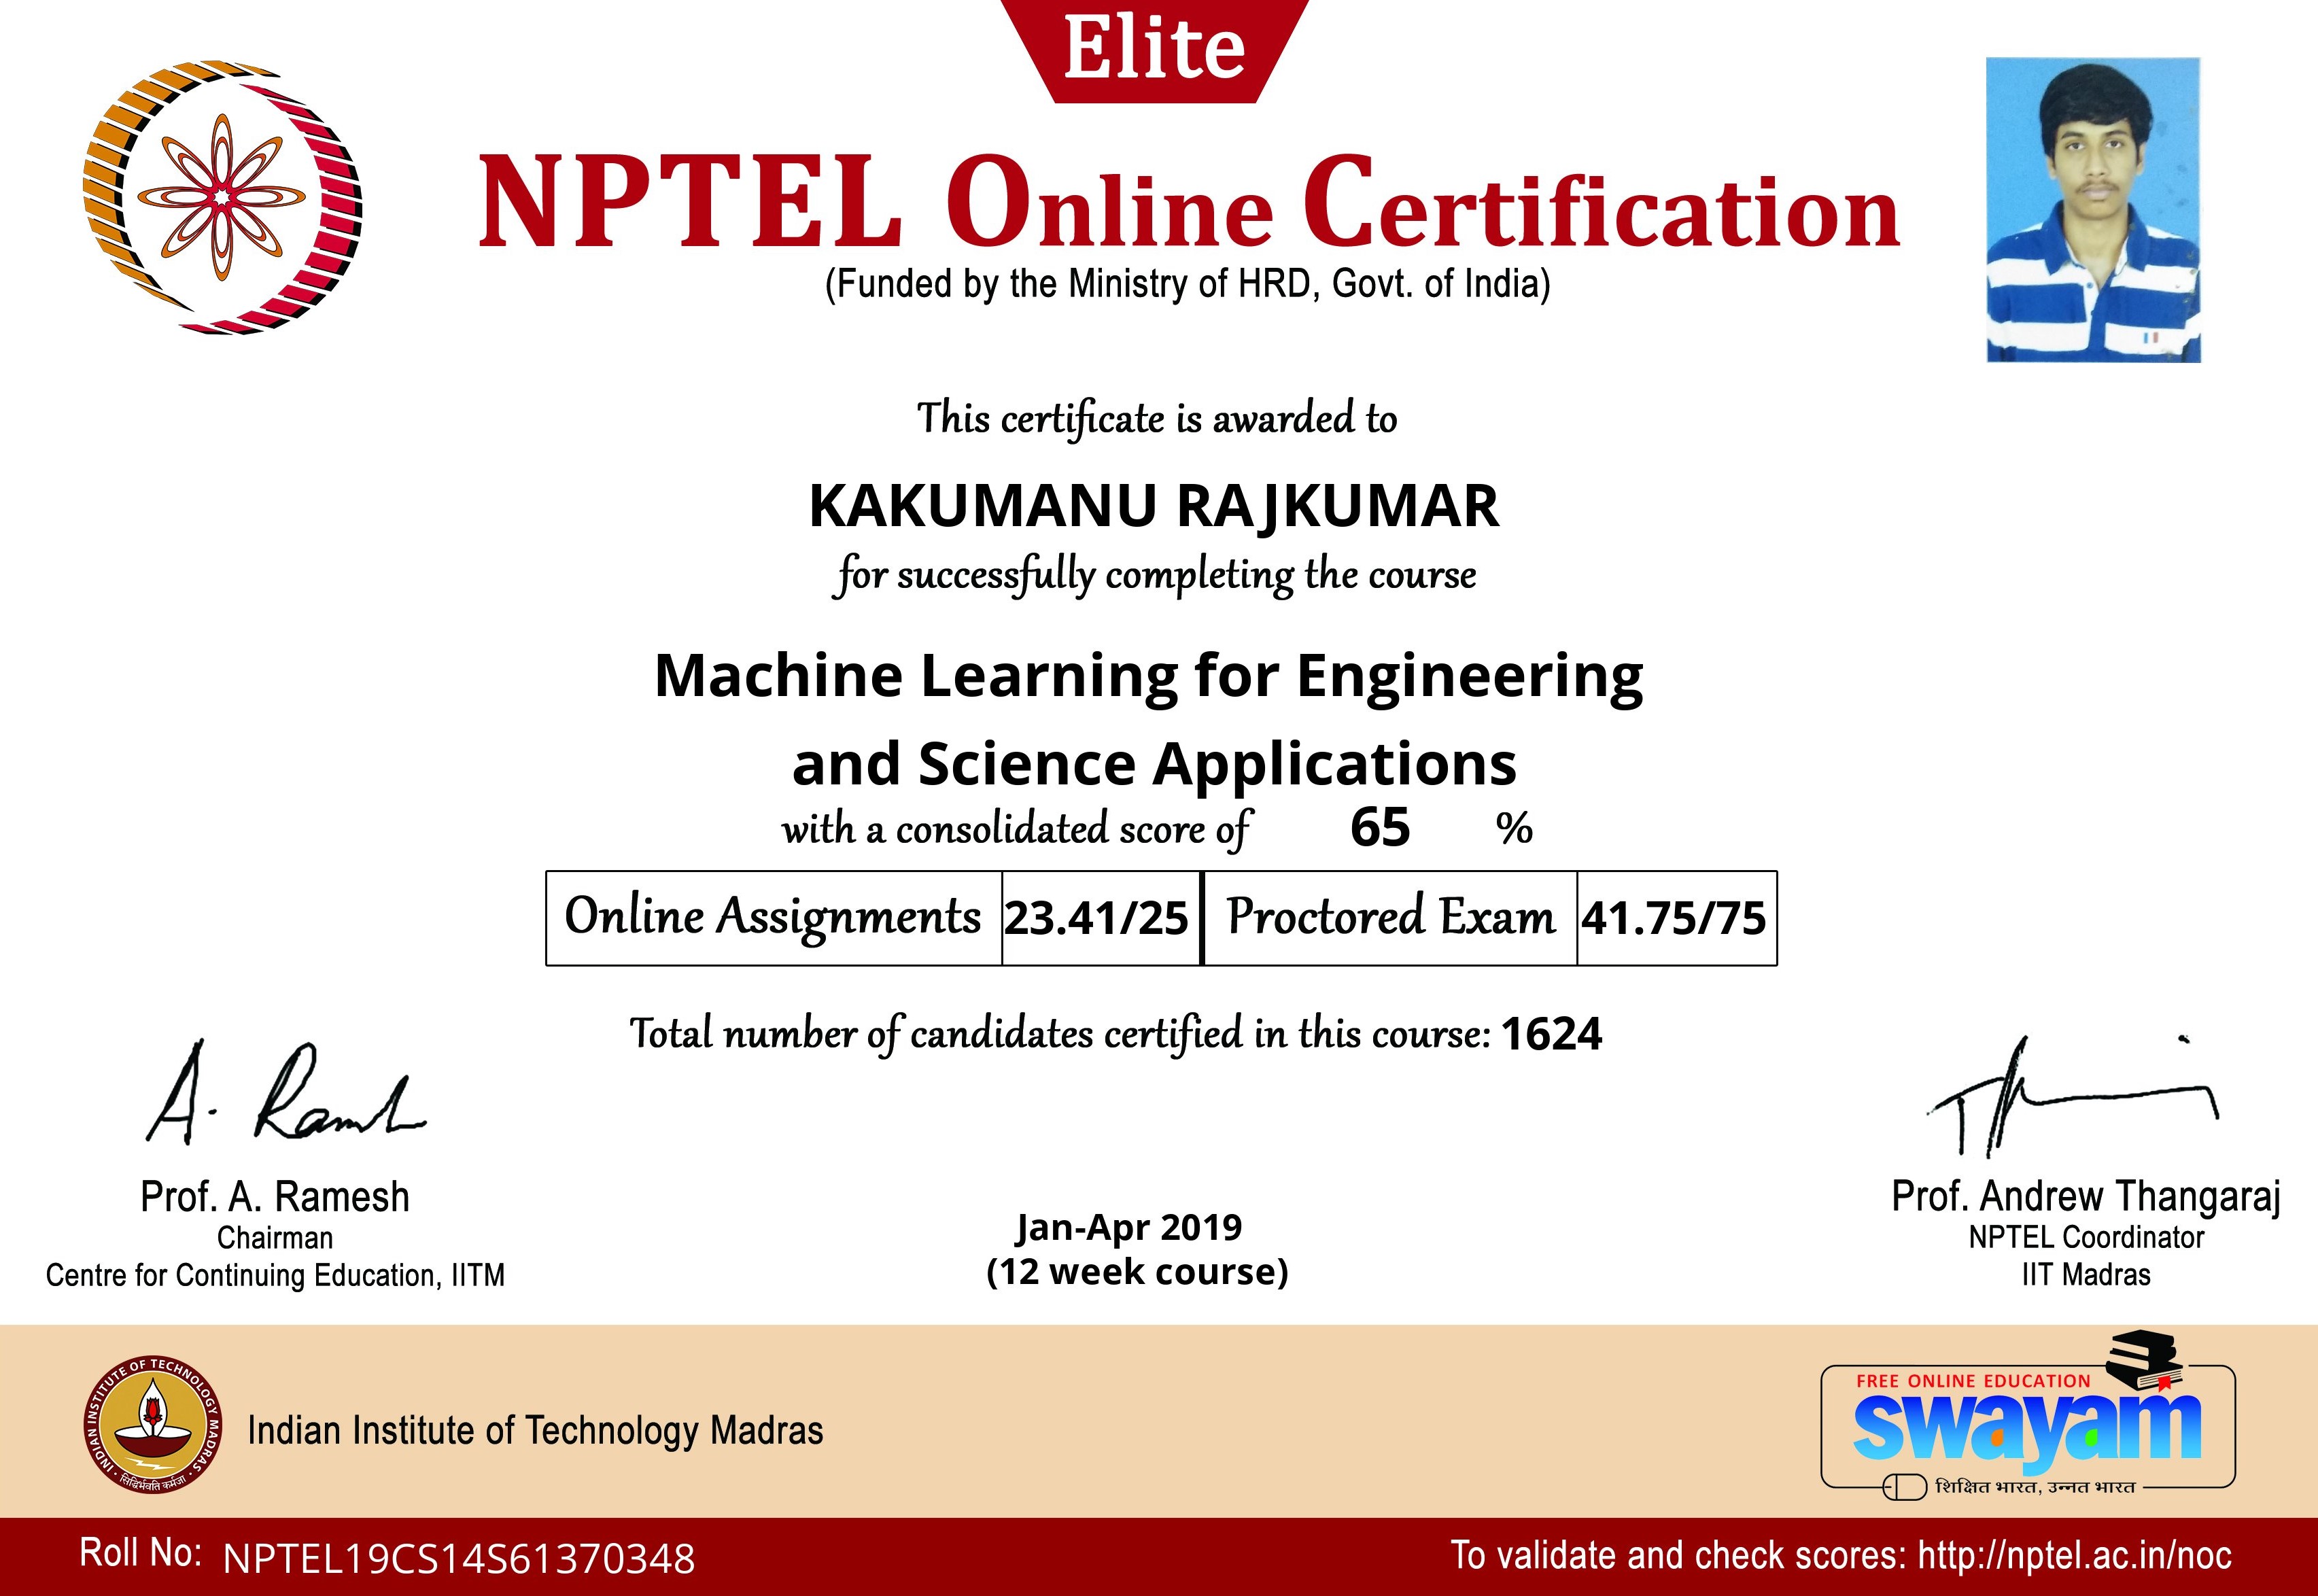 Elite
NPTEL Online Certification
(Funded by the Ministry of HRD, Govt. of India)
This certificate is awarded to
KAKUMANU RAJKUMAR
for successfully completing the course
Machine Learning for Engineering
and Science Applications
with a consolidated score of 65 %
Online Assignments 23.41/25 Proctored Exam 41.75/75
Total number of candidates certified in this course: 1624
A. Ramesh
Prof. A. Ramesh
Chairman
Centre for Continuing Education, IITM
Jan-Apr 2019
(12 week course)
Prof. Andrew Thangaraj
NPTEL Coordinator
IIT Madras
INDIAN INSTITUTE OF TECHNOLOGY MADRAS
सिद्धिर्भवति कर्मजा
Indian Institute of Technology Madras
FREE ONLINE EDUCATION
swayam
शिक्षित भारत, उन्नत भारत
Roll No: NPTEL19CS14S61370348
To validate and check scores: http://nptel.ac.in/noc